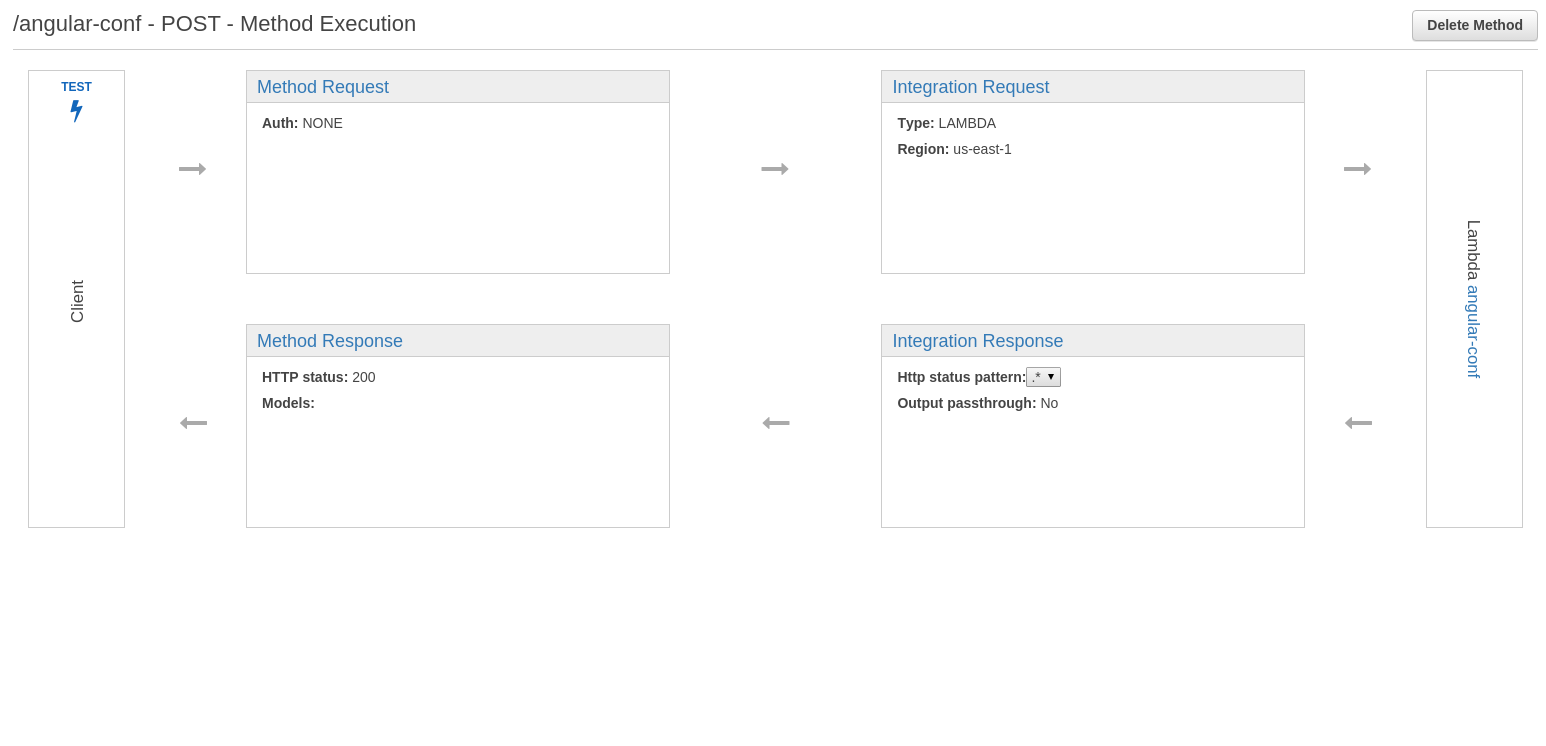 /angular-conf - POST - Method Execution
Delete Method
TEST
Client
Method Request
Auth: NONE
Integration Request
Type: LAMBDA
Region: us-east-1
Lambda angular-conf
Method Response
HTTP status: 200
Models:
Integration Response
Http status pattern: .*
Output passthrough: No